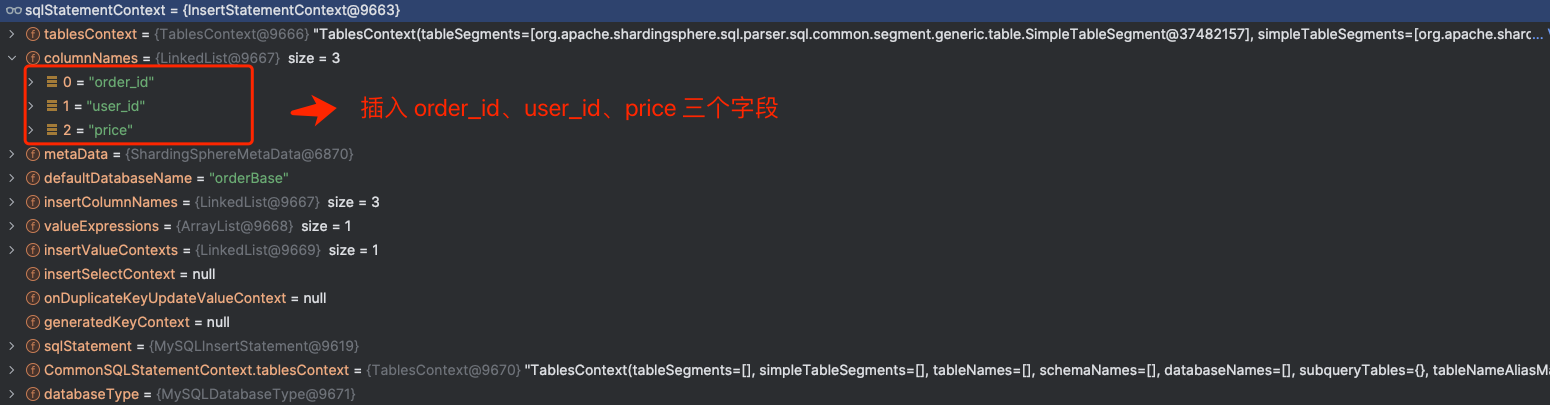 sqlStatementContext = {InsertStatementContext@9663}
tablesContext = {TablesContext@9666} "TablesContext(tableSegments=[org.apache.shardingsphere.sql.parser.sql.common.segment.generic.table.SimpleTableSegment@37482157], simpleTableSegments=[org.apache.shard...
columnNames = {LinkedList@9667} size = 3
0 = "order_id"
1 = "user_id"
插入 order_id、user_id、price 三个字段
2 = "price"
metaData = {ShardingSphereMetaData@6870}
defaultDatabaseName = "orderBase"
insertColumnNames = {LinkedList@9667} size = 3
valueExpressions = {ArrayList@9668} size = 1
insertValueContexts = {LinkedList@9669} size = 1
insertSelectContext = null
onDuplicateKeyUpdateValueContext = null
generatedKeyContext = null
sqlStatement = {MySQLInsertStatement@9619}
CommonSQLStatementContext.tablesContext = {TablesContext@9670} "TablesContext(tableSegments=[], simpleTableSegments=[], tableNames=[], schemaNames=[], databaseNames=[], subqueryTables={}, tableNameAliasMa
databaseType = {MySQLDatabaseType@9671}